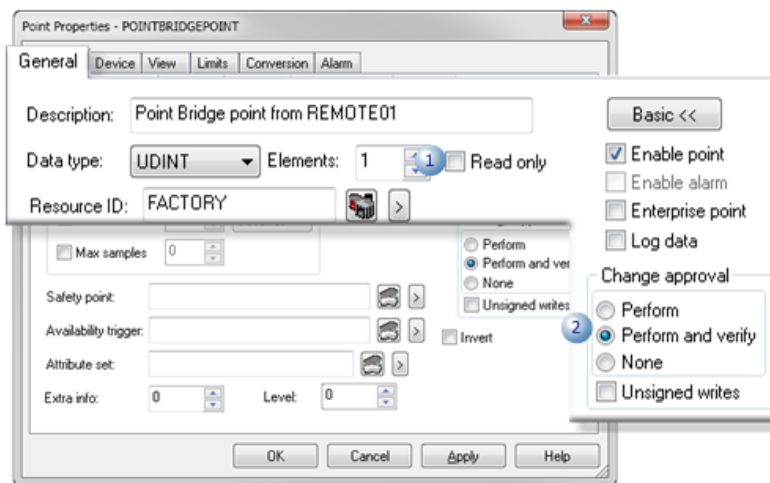 Point Properties - POINTBRIDGEPOINT
General Device View Limits Conversion Alarm
Description: Point Bridge point from REMOTE01
Basic <<
Data type: UDINT Elements: 1 1 Read only
Enable point
Enable alarm
Resource ID: FACTORY >
Enterprise point
Log data
Max samples 0
Perform
Perform and ver
None
Unsigned writes
Change approval
Perform
2 Perform and verify
None
Unsigned writes
Safety point: >
Availability trigger: > Invert
Attribute set: >
Extra info: 0 Level: 0
OK Cancel Apply Help